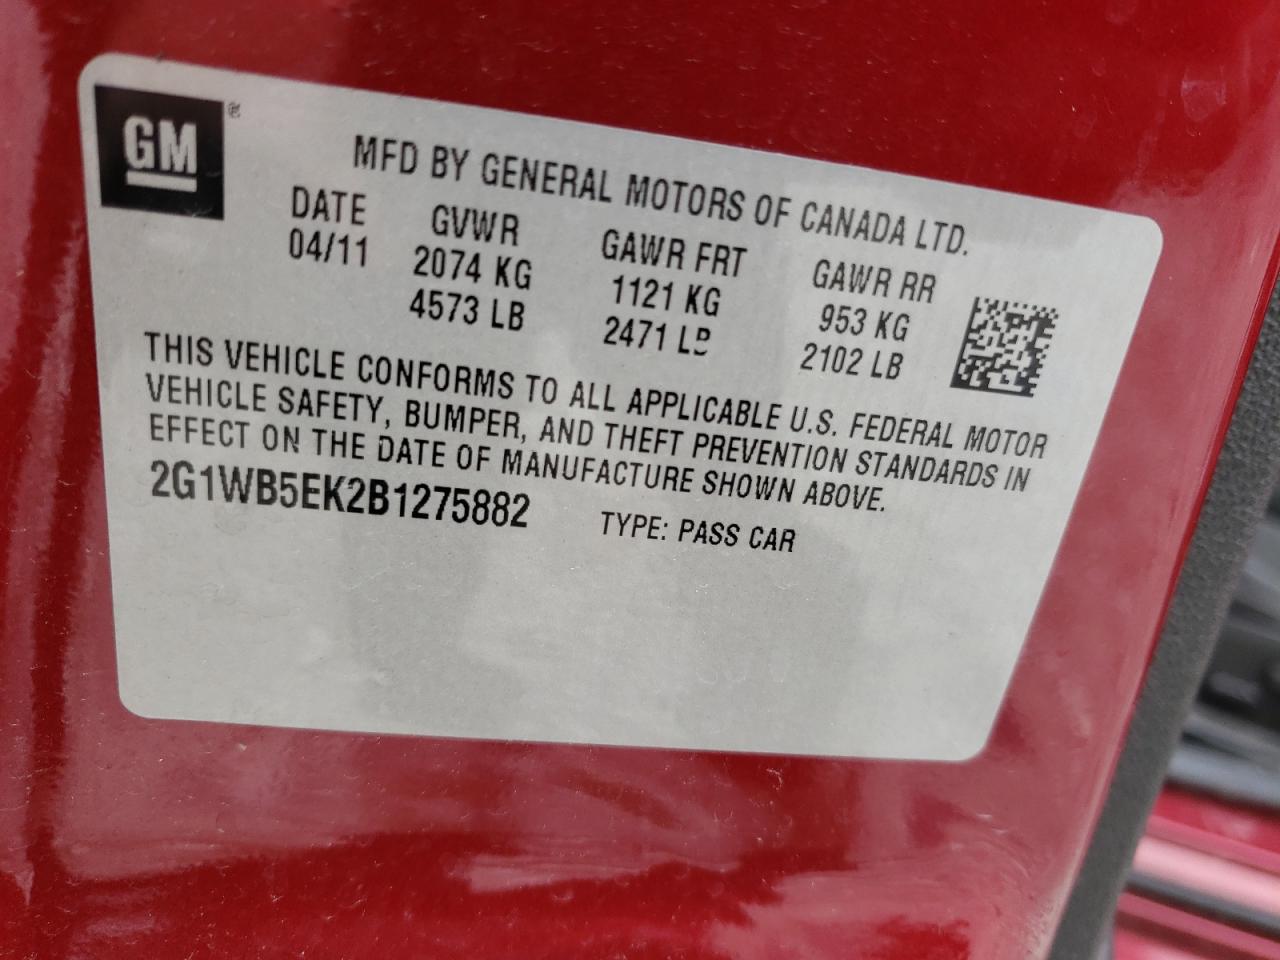 GM®
MFD BY GENERAL MOTORS OF CANADA LTD.
DATE GVWR GAWR FRT GAWR RR
04/11 2074 KG 1121 KG 953 KG
4573 LB 2471 LB 2102 LB
THIS VEHICLE CONFORMS TO ALL APPLICABLE U.S. FEDERAL MOTOR
VEHICLE SAFETY, BUMPER, AND THEFT PREVENTION STANDARDS IN
EFFECT ON THE DATE OF MANUFACTURE SHOWN ABOVE.
2G1WB5EK2B1275882 TYPE: PASS CAR